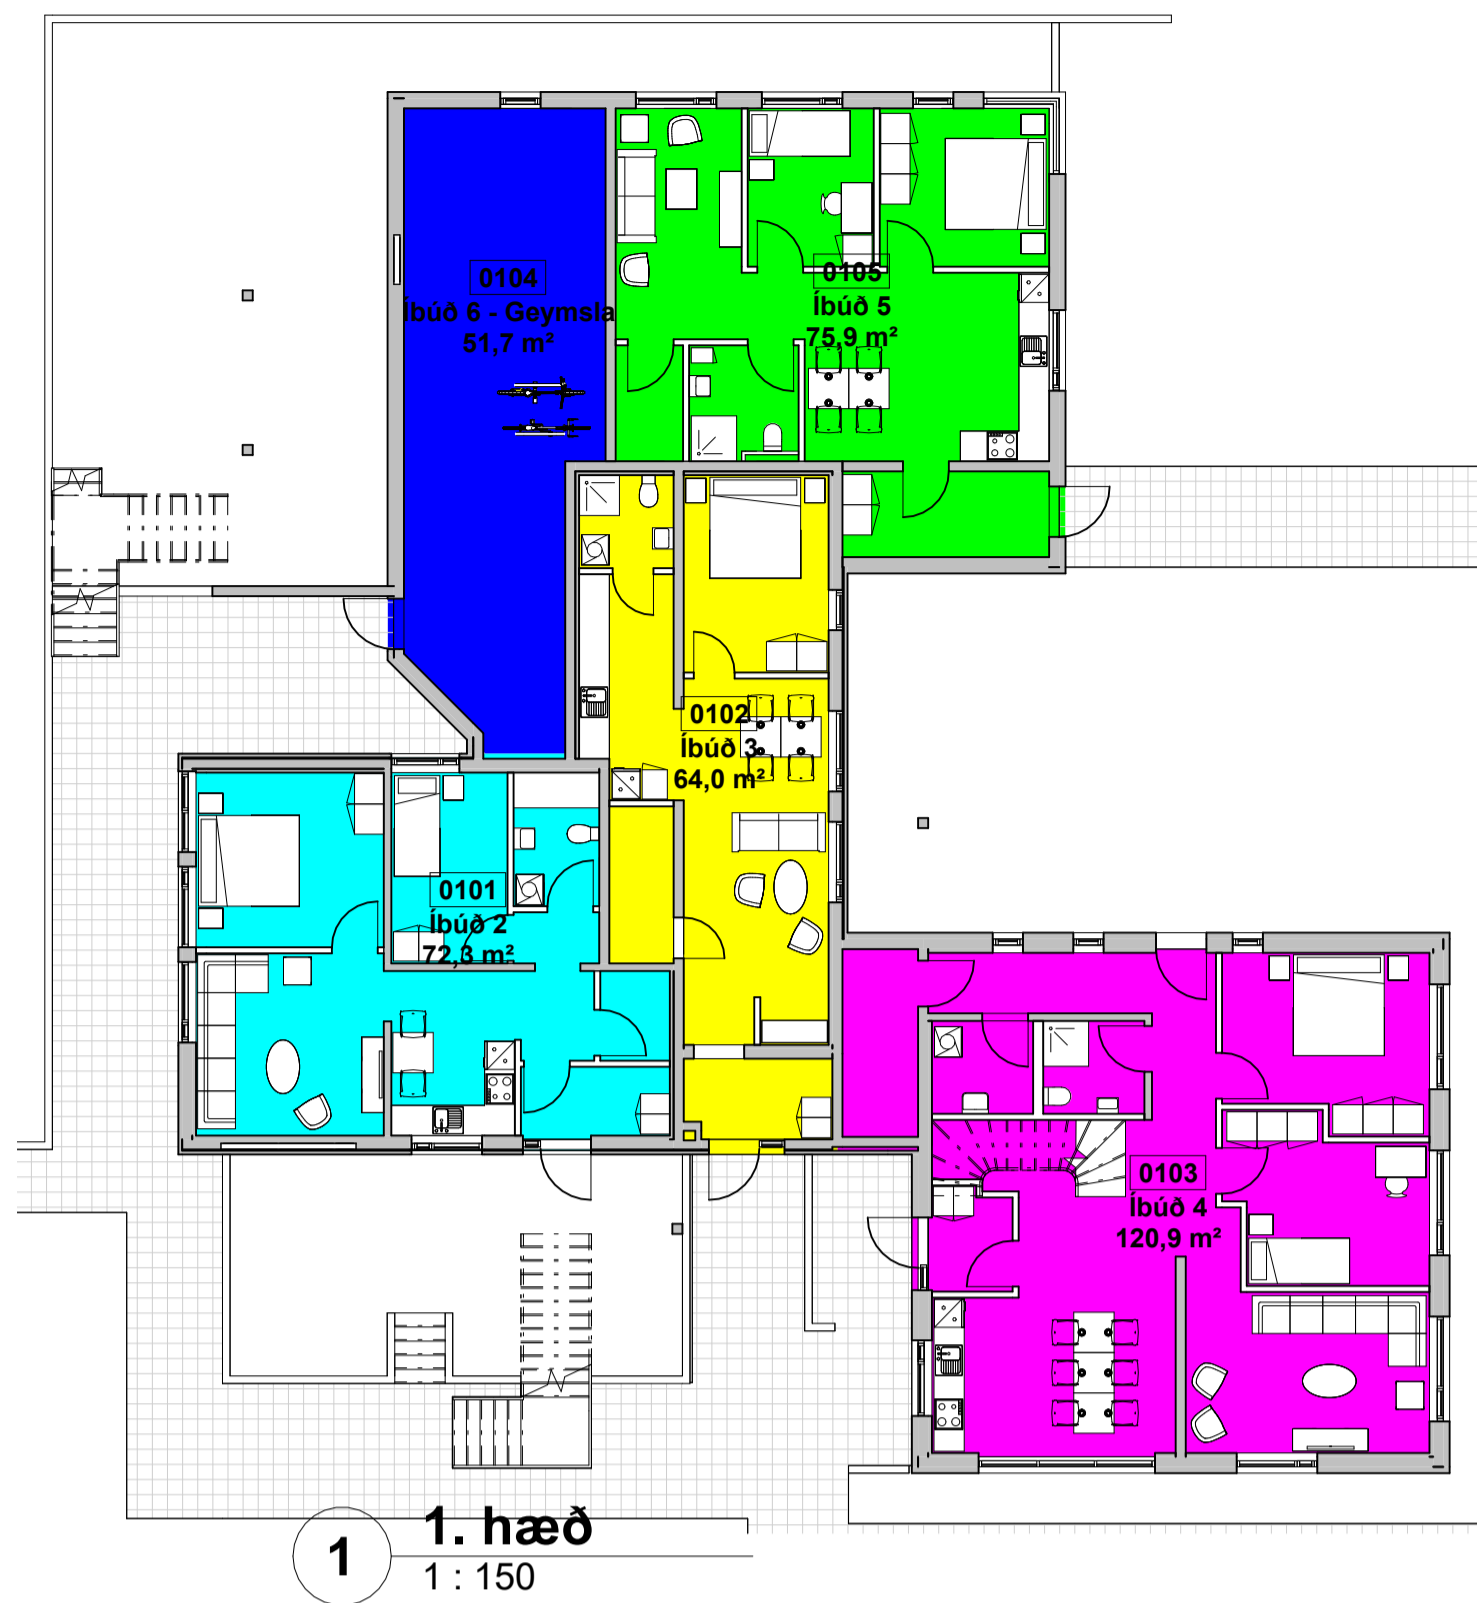 0104
Íbúð 6 - Geymsla
51,7 m²
0105
Íbúð 5
75,9 m²
0102
Íbúð 3
64,0 m²
0101
Íbúð 2
72,3 m²
0103
Íbúð 4
120,9 m²
1
1. hæð
1 : 150